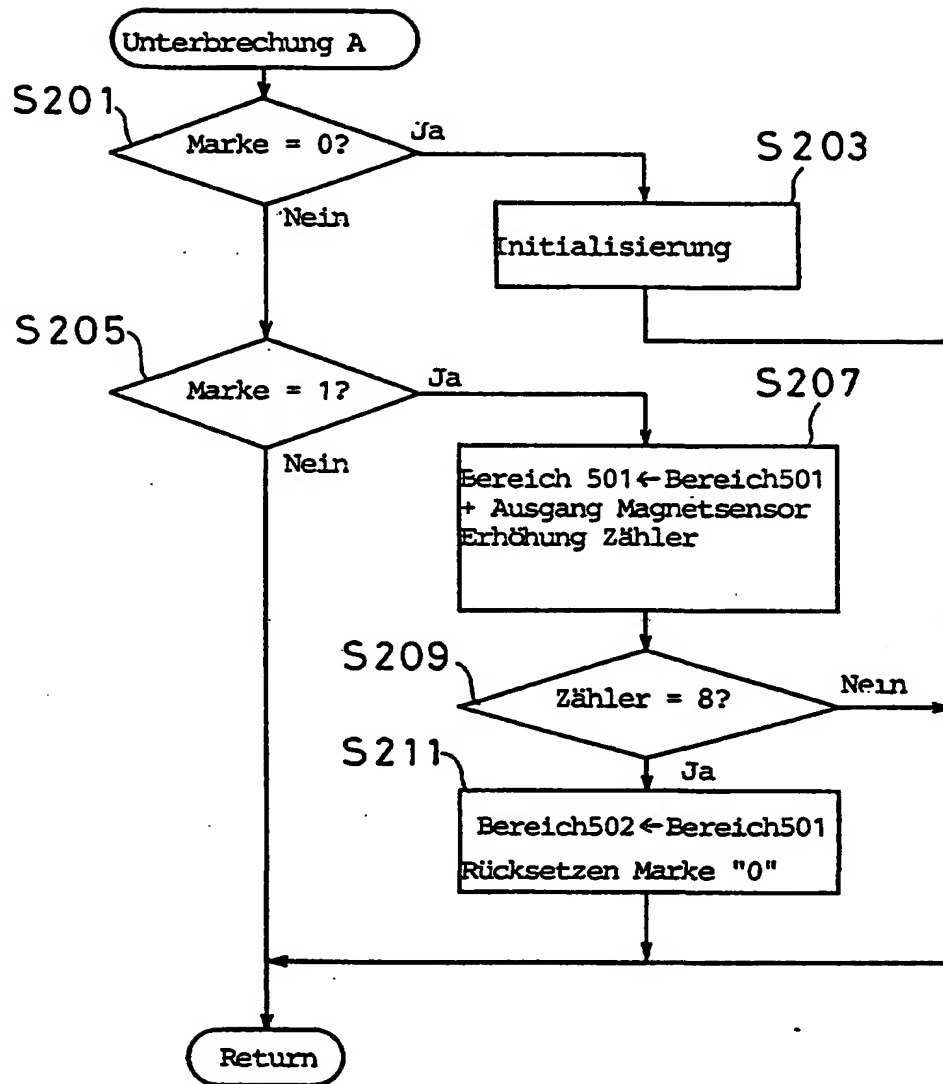 Unterbrechung A
S201
Marke = 0?
Ja
S203
Nein
Initialisierung
S205
Marke = 1?
Ja
S207
Nein
Bereich 501←Bereich501
+ Ausgang Magnetsensor
Erhöhung Zähler
S209
Zähler = 8?
Nein
S211
Ja
Bereich502←Bereich501
Rücksetzen Marke "0"
Return